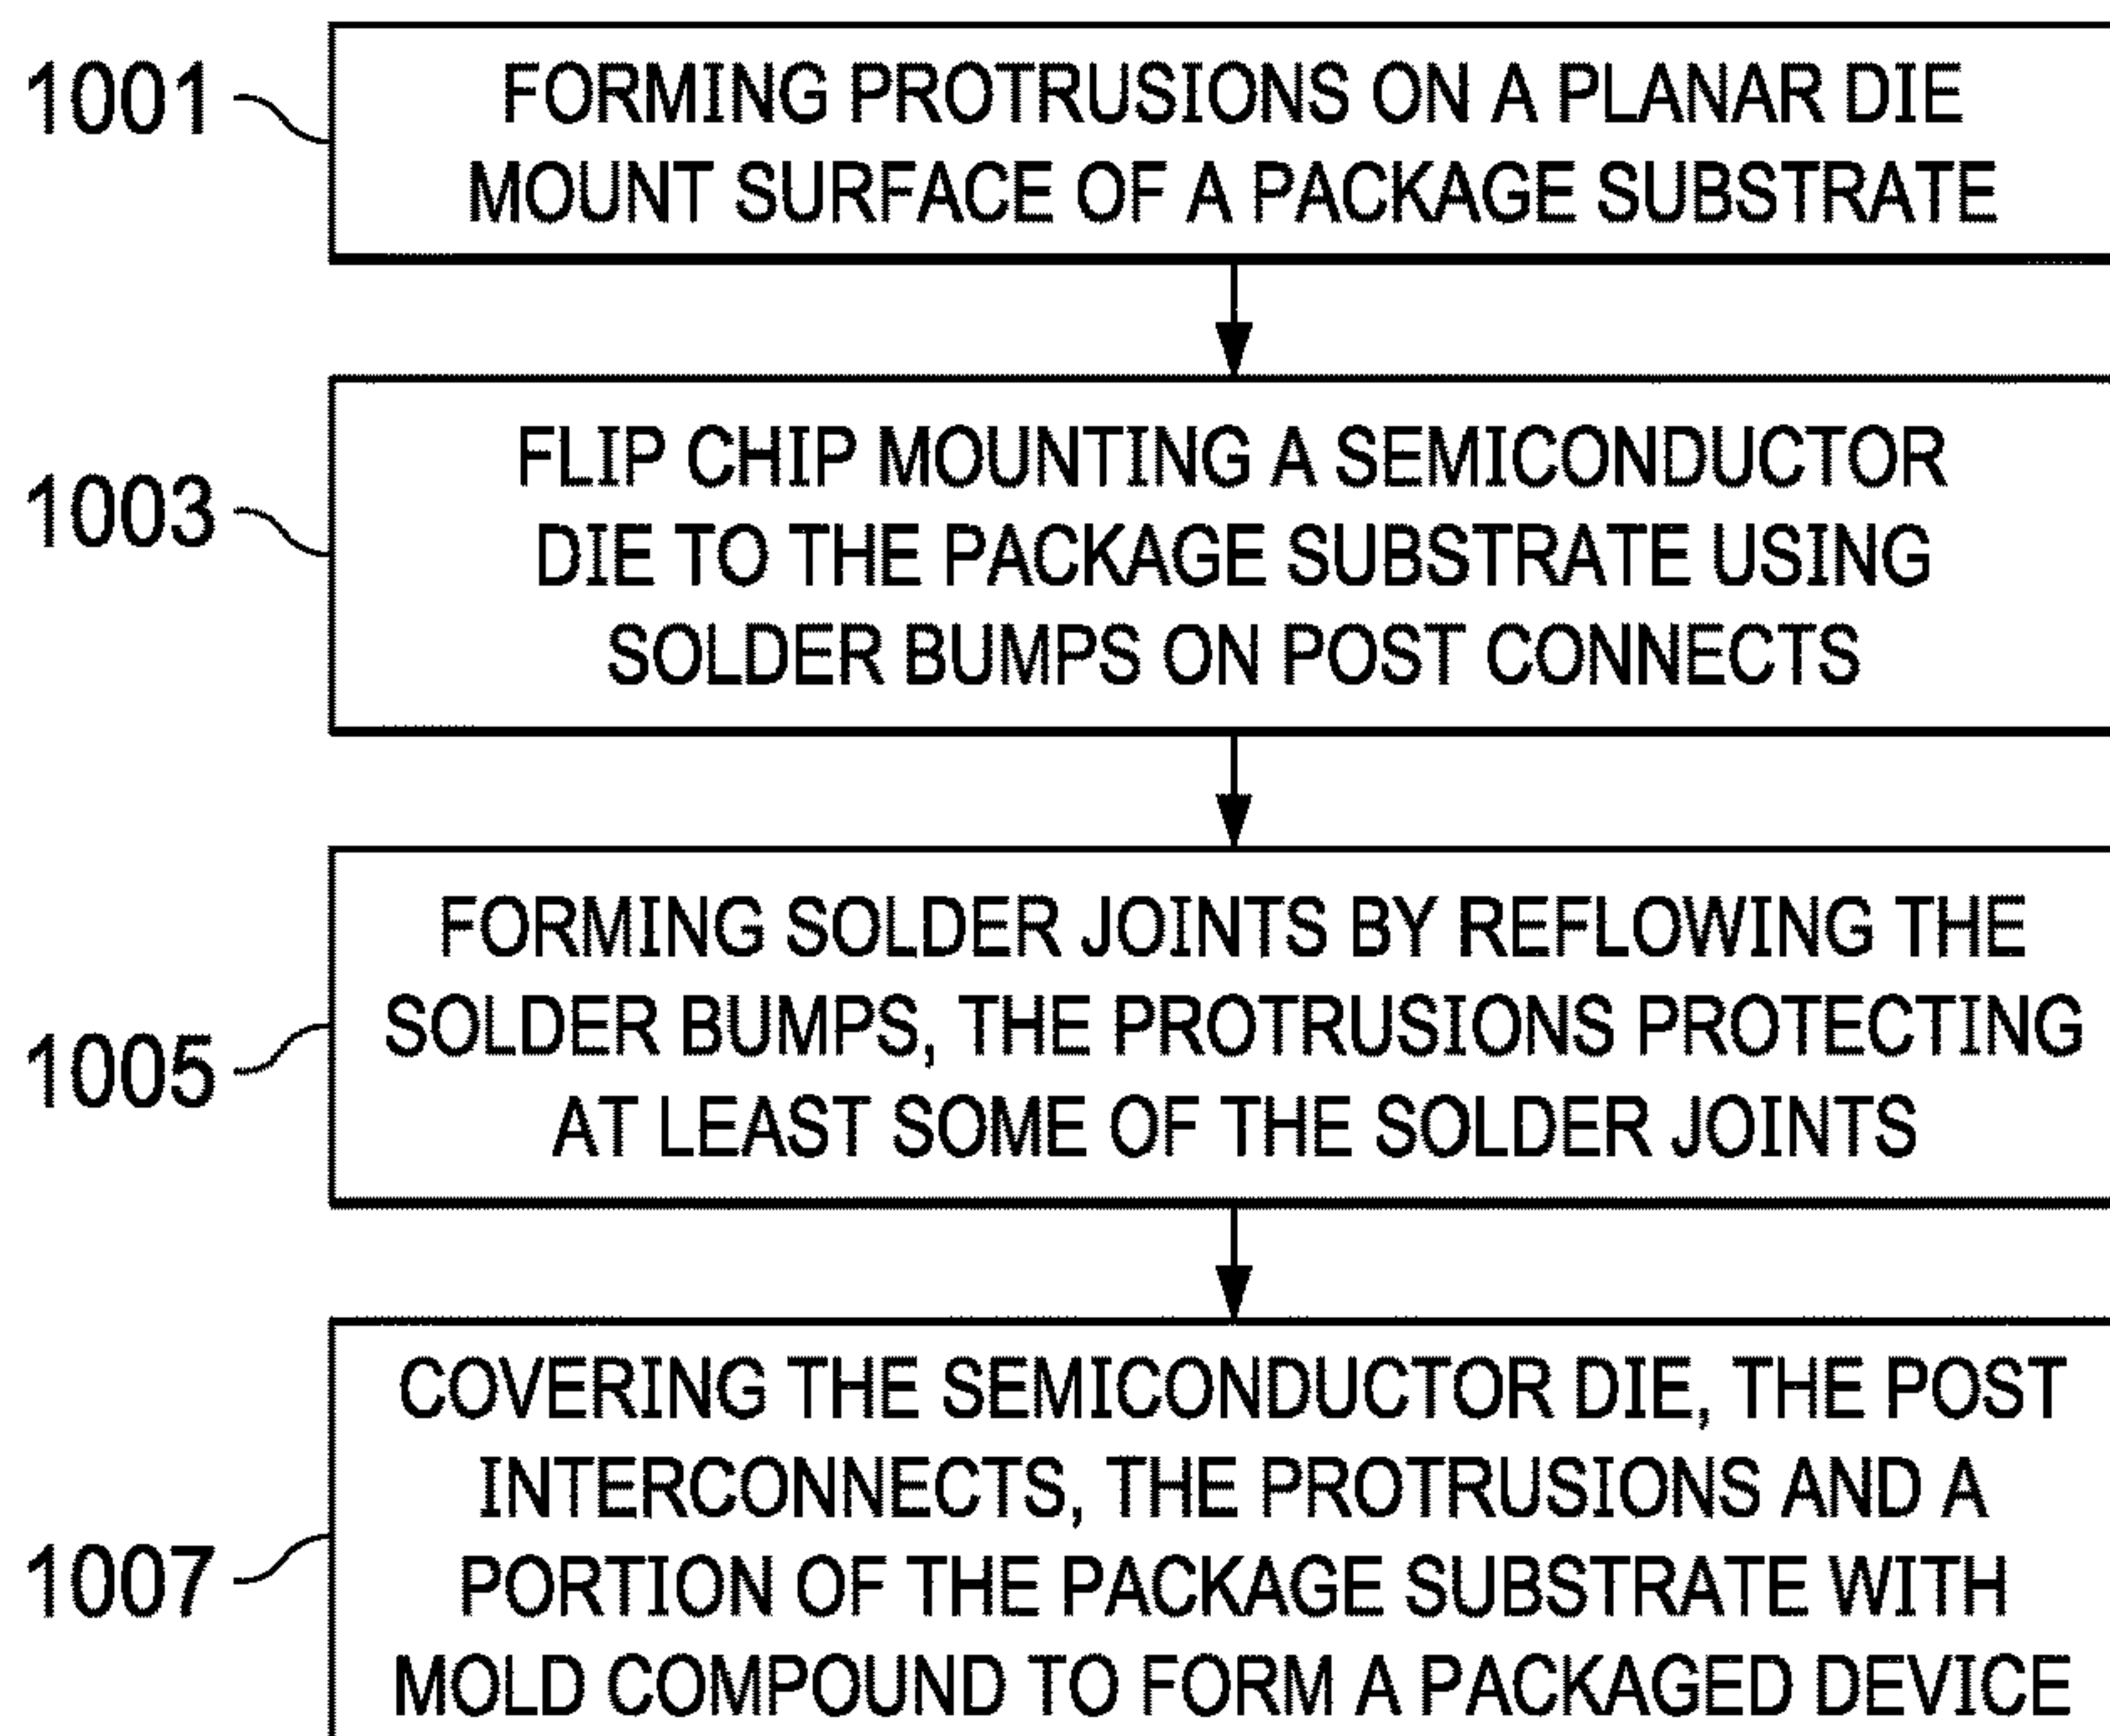 1001
FORMING PROTRUSIONS ON A PLANAR DIE
MOUNT SURFACE OF A PACKAGE SUBSTRATE
1003
FLIP CHIP MOUNTING A SEMICONDUCTOR
DIE TO THE PACKAGE SUBSTRATE USING
SOLDER BUMPS ON POST CONNECTS
1005
FORMING SOLDER JOINTS BY REFLOWING THE
SOLDER BUMPS, THE PROTRUSIONS PROTECTING
AT LEAST SOME OF THE SOLDER JOINTS
1007
COVERING THE SEMICONDUCTOR DIE, THE POST
INTERCONNECTS, THE PROTRUSIONS AND A
PORTION OF THE PACKAGE SUBSTRATE WITH
MOLD COMPOUND TO FORM A PACKAGED DEVICE